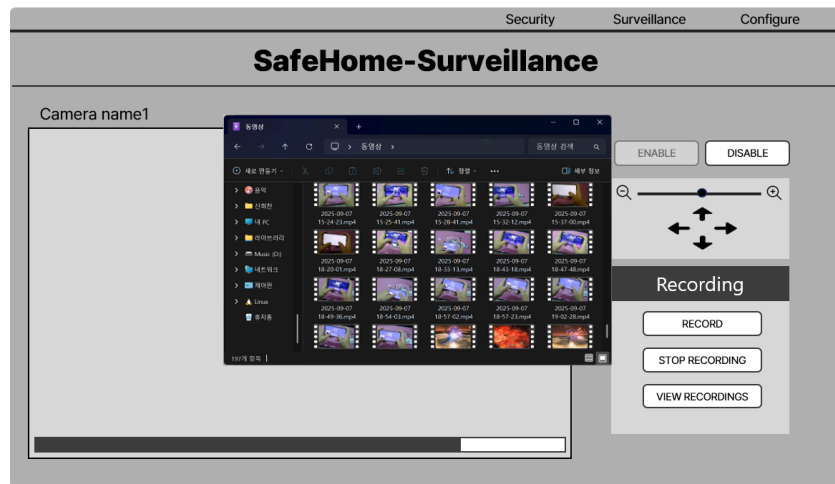 Security Surveillance Configure
SafeHome-Surveillance
Camera name1
동영상
동영상
동영상 검색
새로 만들기
정렬
세부 정보
음악
신희찬
내 PC
라이브러리
Music (D:)
네트워크
제어판
Linux
휴지통
2025-09-07 2025-09-07 2025-09-07 2025-09-07 2025-09-07
15-24-23.mp4 15-25-41.mp4 15-28-41.mp4 15-32-12.mp4 15-37-00.mp4
2025-09-07 2025-09-07 2025-09-07 2025-09-07 2025-09-07
18-20-01.mp4 18-27-08.mp4 18-33-13.mp4 18-43-18.mp4 18-47-48.mp4
2025-09-07 2025-09-07 2025-09-07 2025-09-07 2025-09-07
18-49-36.mp4 18-54-03.mp4 18-57-02.mp4 18-57-23.mp4 19-02-28.mp4
197개 항목
ENABLE DISABLE
Recording
RECORD
STOP RECORDING
VIEW RECORDINGS